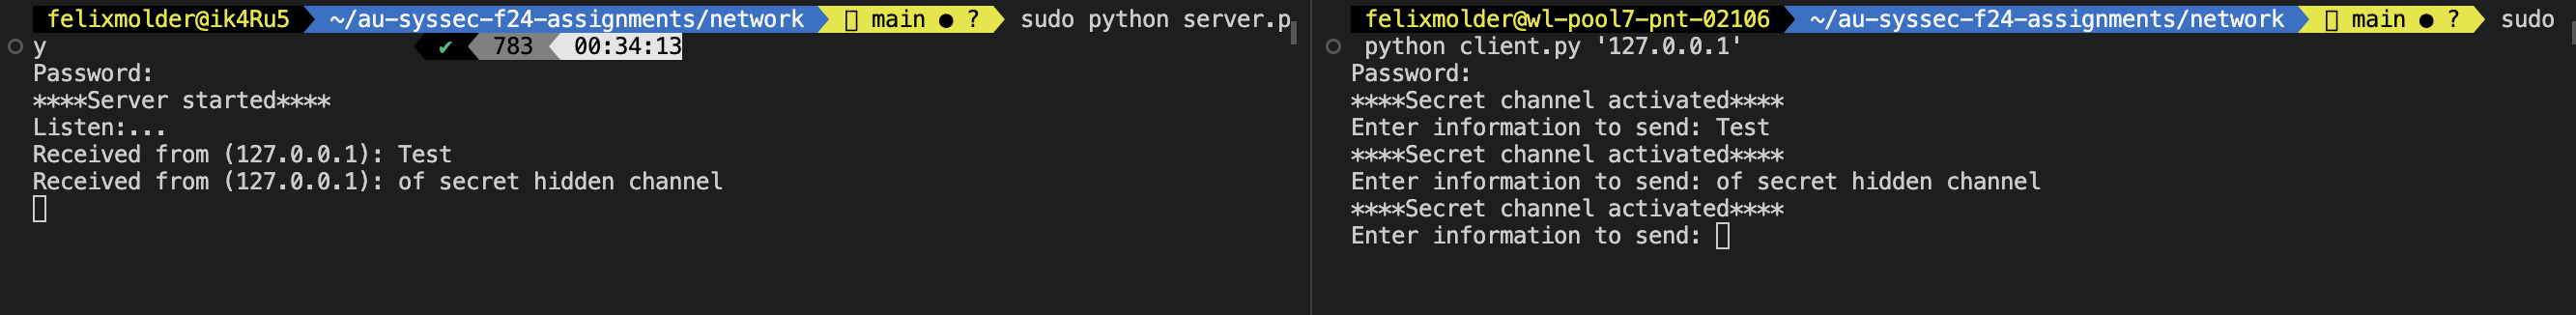 felixmolder@ik4Ru5 ~/au-syssec-f24-assignments/network main ● ? sudo python server.p
y ✔ 783 00:34:13
Password:
****Server started****
Listen:...
Received from (127.0.0.1): Test
Received from (127.0.0.1): of secret hidden channel
felixmolder@wl-pool7-pnt-02106 ~/au-syssec-f24-assignments/network main ● ? sudo
python client.py '127.0.0.1'
Password:
****Secret channel activated****
Enter information to send: Test
****Secret channel activated****
Enter information to send: of secret hidden channel
****Secret channel activated****
Enter information to send: